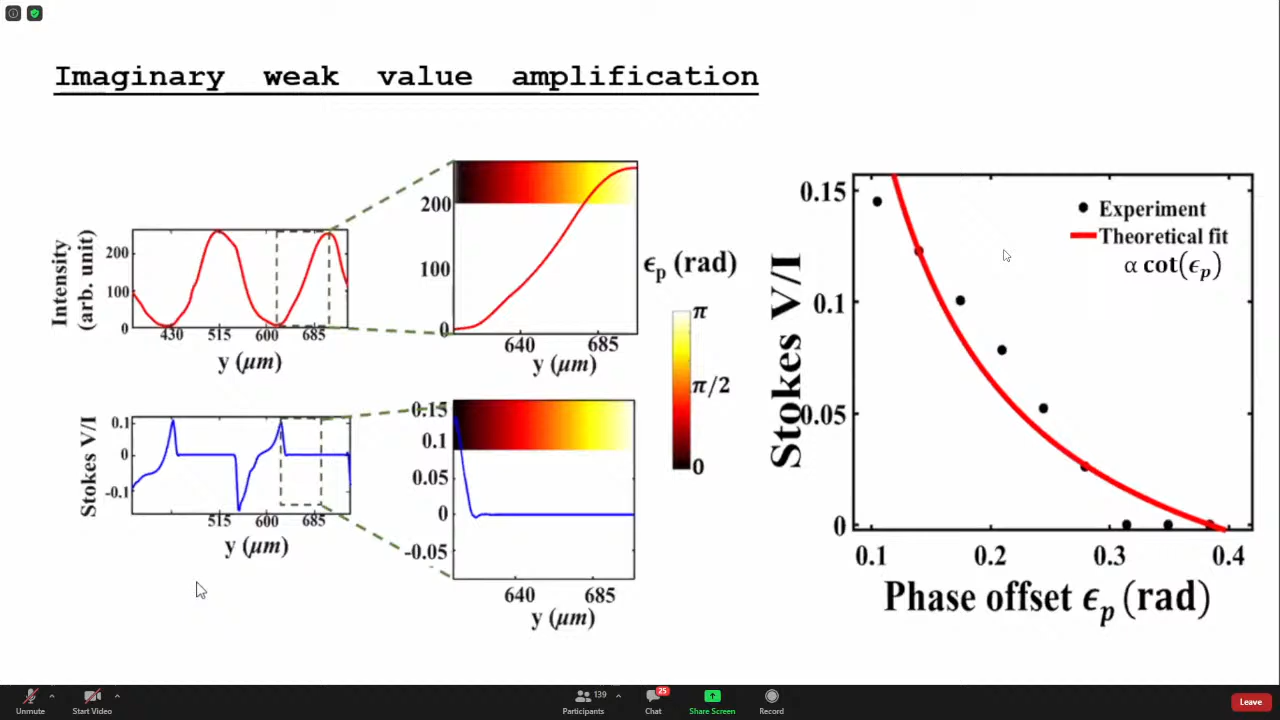 Imaginary weak value amplification
Intensity
(arb. unit)
200
100
0
430 515 600 685
y (μm)
200
100
0
640 685
y (μm)
ϵp (rad)
π
π/2
0
Stokes V/I
0.1
0
-0.1
515 600 685
y (μm)
0.15
0.1
0.05
0
-0.05
640 685
y (μm)
Stokes V/I
0.15
0.1
0.05
0
Experiment
Theoretical fit
α cot(ϵp)
0.1 0.2 0.3 0.4
Phase offset ϵp (rad)
Unmute
Start Video
139
Participants
25
Chat
Share Screen
Record
Leave